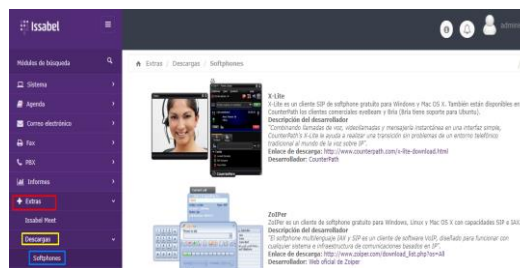 Issabel
admin
Módulos de búsqueda
Sistema
Agenda
Correo electrónico
Fax
PBX
Informes
Extras
Issabel Meet
Descargas
Softphones
Extras / Descargas / Softphones
X-Lite
X-Lite es un cliente SIP de softphone gratuito para Windows y Mac OS X. También están disponibles en
CounterPath los clientes comerciales eyeBeam y Bria (Bria tiene soporte para Ubuntu).
Descripción del desarrollador
"Combinando llamadas de voz, videollamadas y mensajería instantánea en una interfaz simple,
CounterPath's X-Lite le ayuda a realizar una transición sin problemas de un entorno telefónico
tradicional al mundo de la voz sobre IP".
Enlace de descarga: http://www.counterpath.com/x-lite-download.html
Desarrollador: CounterPath
ZoIPer
ZoIPer es un cliente de softphone gratuito para Windows, Linux y Mac OS X con capacidades SIP e IAX.
Descripción del desarrollador
"El softphone multilenguaje IAX y SIP es un cliente de software VoIP, diseñado para funcionar con
cualquier sistema e infraestructura de comunicaciones basados en IP".
Enlace de descarga: http://www.zoiper.com/download_list.php?os=All
Desarrollador: Web oficial de Zoiper